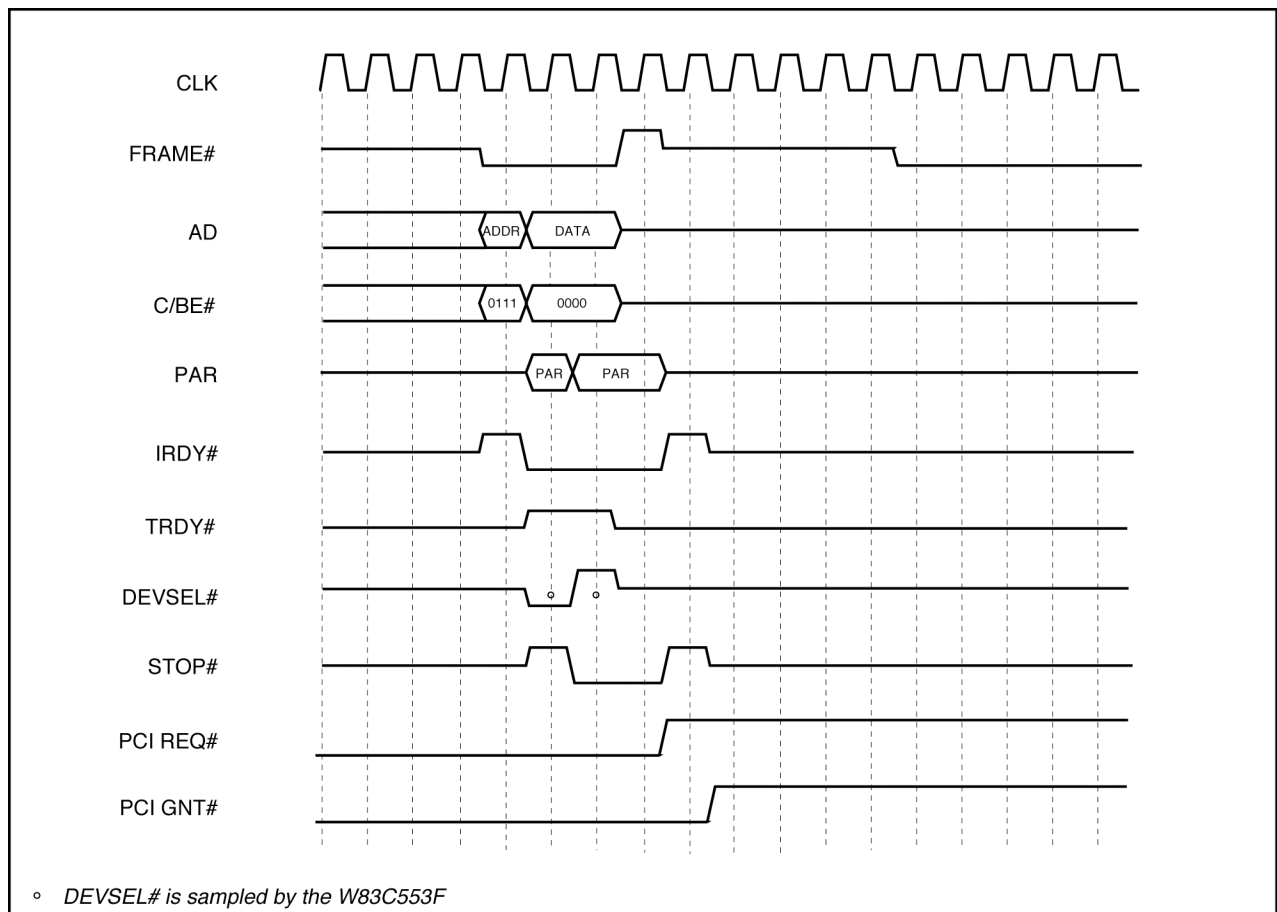 CLK
FRAME#
AD ADDR DATA
C/BE# 0111 0000
PAR PAR PAR
IRDY#
TRDY#
DEVSEL#
STOP#
PCI REQ#
PCI GNT#
° DEVSEL# is sampled by the W83C553F